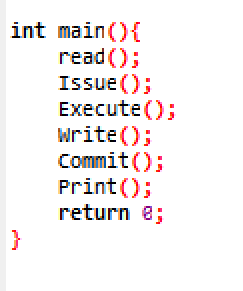 int main(){
    read();
    Issue();
    Execute();
    Write();
    Commit();
    Print();
    return 0;
}